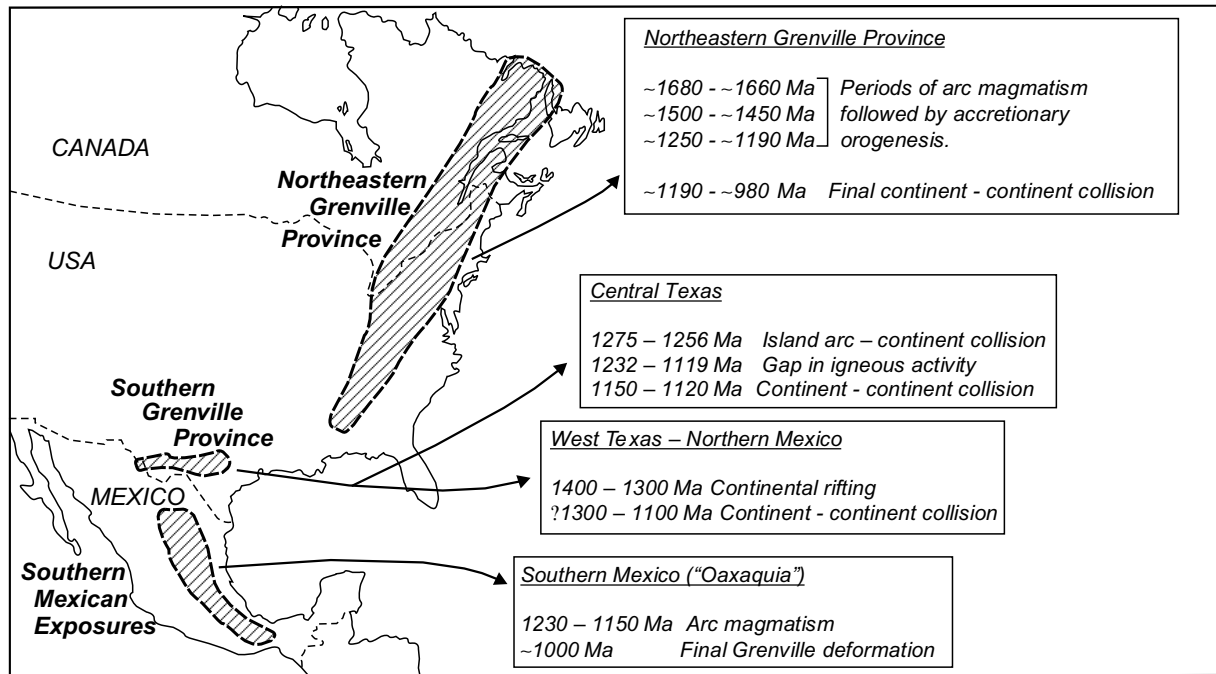 CANADA
USA
MEXICO
Northeastern
Grenville
Province
Southern
Grenville
Province
Southern
Mexican
Exposures
Northeastern Grenville Province
~1680 - ~1660 Ma Periods of arc magmatism
~1500 - ~1450 Ma followed by accretionary
~1250 - ~1190 Ma orogenesis.
~1190 - ~980 Ma Final continent - continent collision
Central Texas
1275 – 1256 Ma Island arc – continent collision
1232 – 1119 Ma Gap in igneous activity
1150 – 1120 Ma Continent - continent collision
West Texas – Northern Mexico
1400 – 1300 Ma Continental rifting
?1300 – 1100 Ma Continent - continent collision
Southern Mexico (“Oaxaquia”)
1230 – 1150 Ma Arc magmatism
~1000 Ma Final Grenville deformation